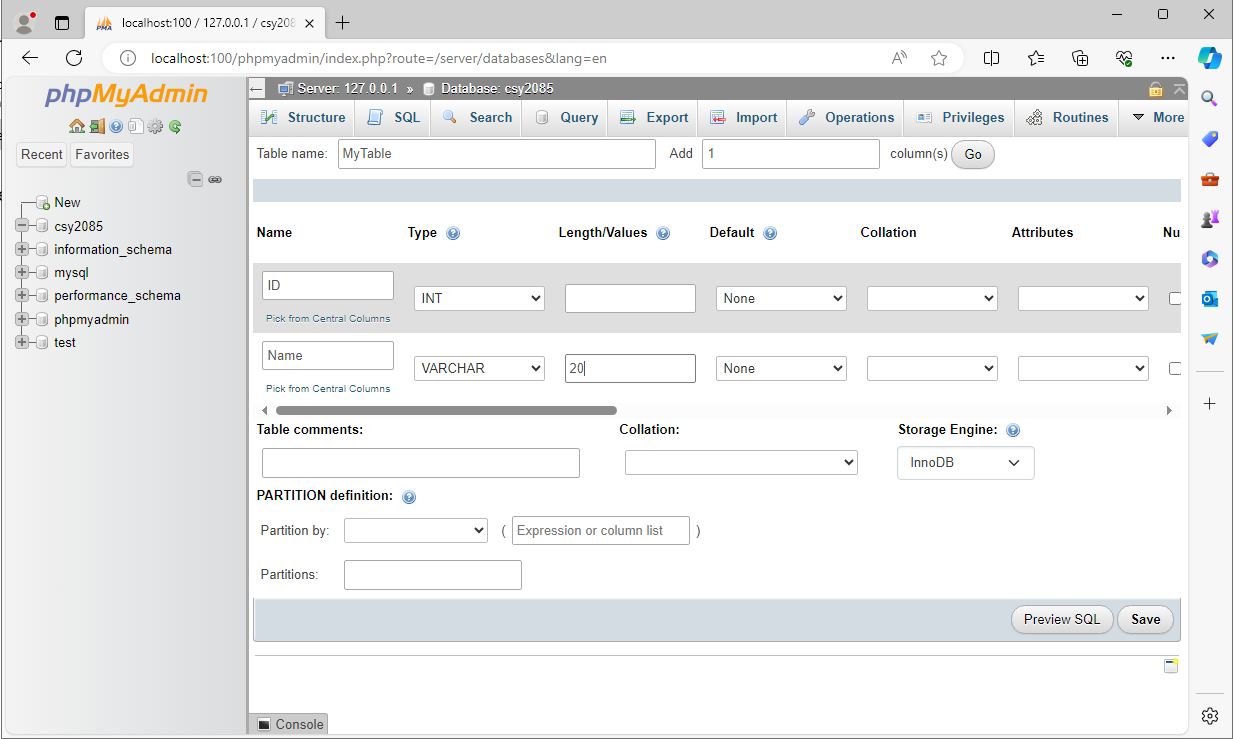 localhost:100 / 127.0.0.1 / csy208
localhost:100/phpmyadmin/index.php?route=/server/databases&lang=en
phpMyAdmin
Recent Favorites
New
csy2085
information_schema
mysql
performance_schema
phpmyadmin
test
Server: 127.0.0.1 » Database: csy2085
Structure SQL Search Query Export Import Operations Privileges Routines More
Table name: MyTable Add 1 column(s) Go
Name Type Length/Values Default Collation Attributes Nu
ID INT None
Pick from Central Columns
Name VARCHAR 20 None
Pick from Central Columns
Table comments: Collation: Storage Engine:
InnoDB
PARTITION definition:
Partition by: ( Expression or column list )
Partitions:
Preview SQL Save
Console